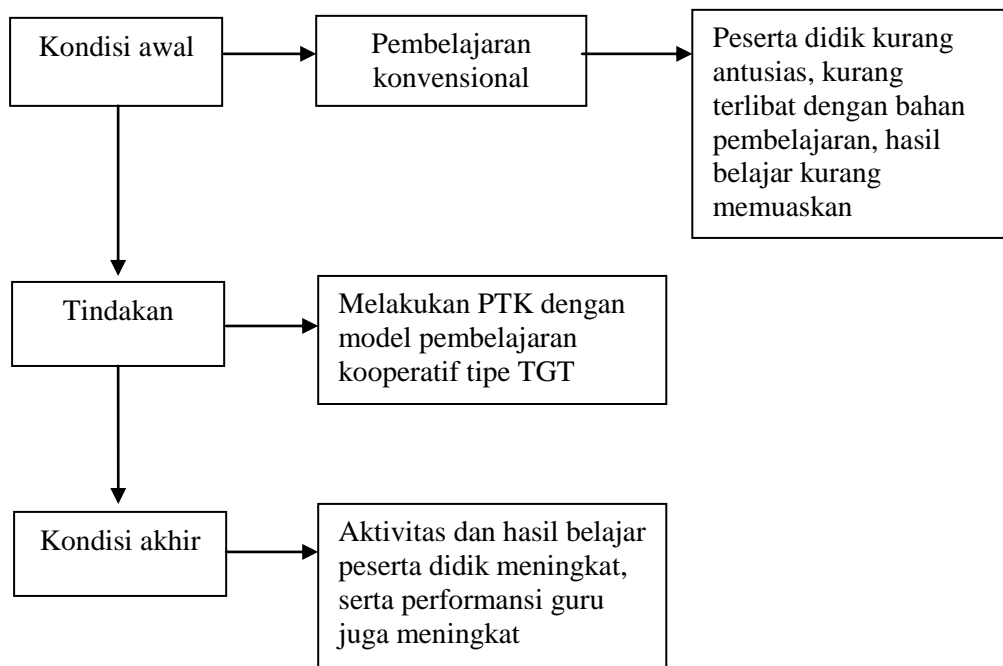 Kondisi awal
Pembelajaran
konvensional
Peserta didik kurang
antusias, kurang
terlibat dengan bahan
pembelajaran, hasil
belajar kurang
memuaskan
Tindakan
Melakukan PTK dengan
model pembelajaran
kooperatif tipe TGT
Kondisi akhir
Aktivitas dan hasil belajar
peserta didik meningkat,
serta performansi guru
juga meningkat